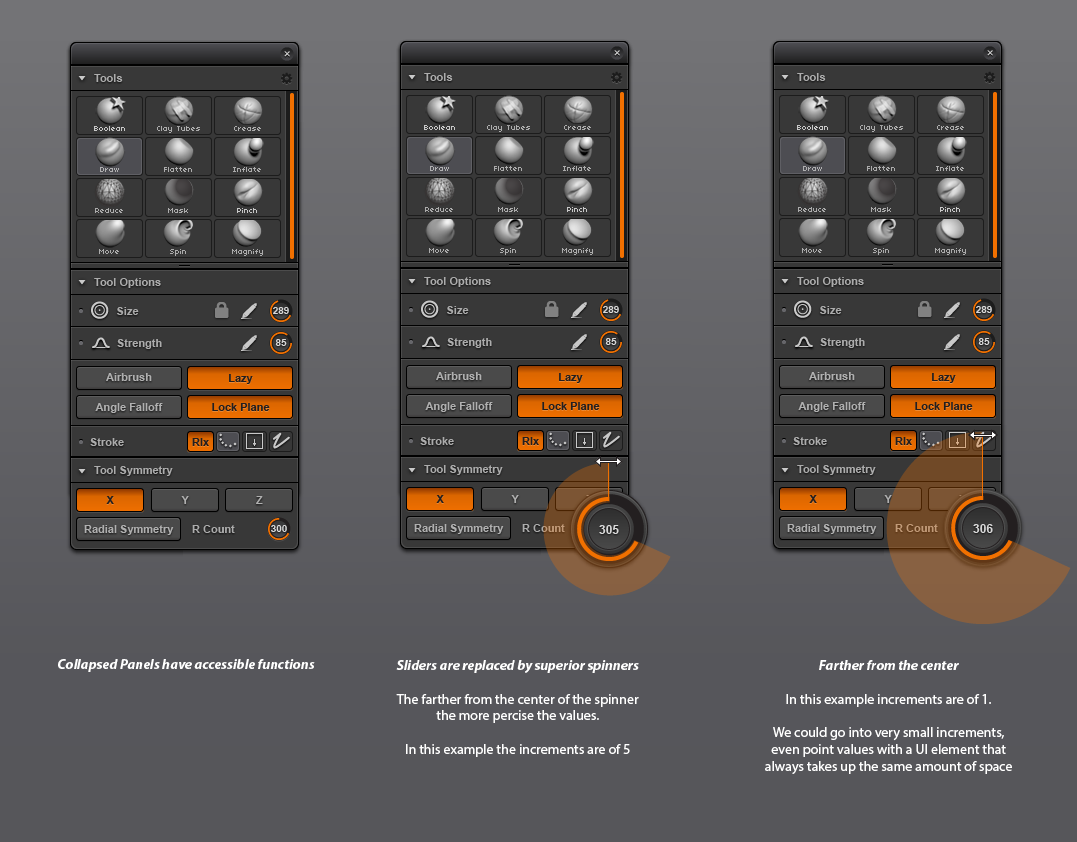 Tools
Boolean Clay Tubes Crease
Draw Flatten Inflate
Reduce Mask Pinch
Move Spin Magnify
Tool Options
Size 289
Strength 85
Airbrush Lazy
Angle Falloff Lock Plane
Stroke Rlx
Tool Symmetry
X Y Z
Radial Symmetry R Count 300
Collapsed Panels have accessible functions
Tools
Boolean Clay Tubes Crease
Draw Flatten Inflate
Reduce Mask Pinch
Move Spin Magnify
Tool Options
Size 289
Strength 85
Airbrush Lazy
Angle Falloff Lock Plane
Stroke Rlx
Tool Symmetry
X Y
Radial Symmetry R Count 305
Sliders are replaced by superior spinners
The farther from the center of the spinner
the more percise the values.
In this example the increments are of 5
Tools
Boolean Clay Tubes Crease
Draw Flatten Inflate
Reduce Mask Pinch
Move Spin Magnify
Tool Options
Size 289
Strength 85
Airbrush Lazy
Angle Falloff Lock Plane
Stroke Rlx
Tool Symmetry
X Y
Radial Symmetry R Count 306
Farther from the center
In this example increments are of 1.
We could go into very small increments,
even point values with a UI element that
always takes up the same amount of space